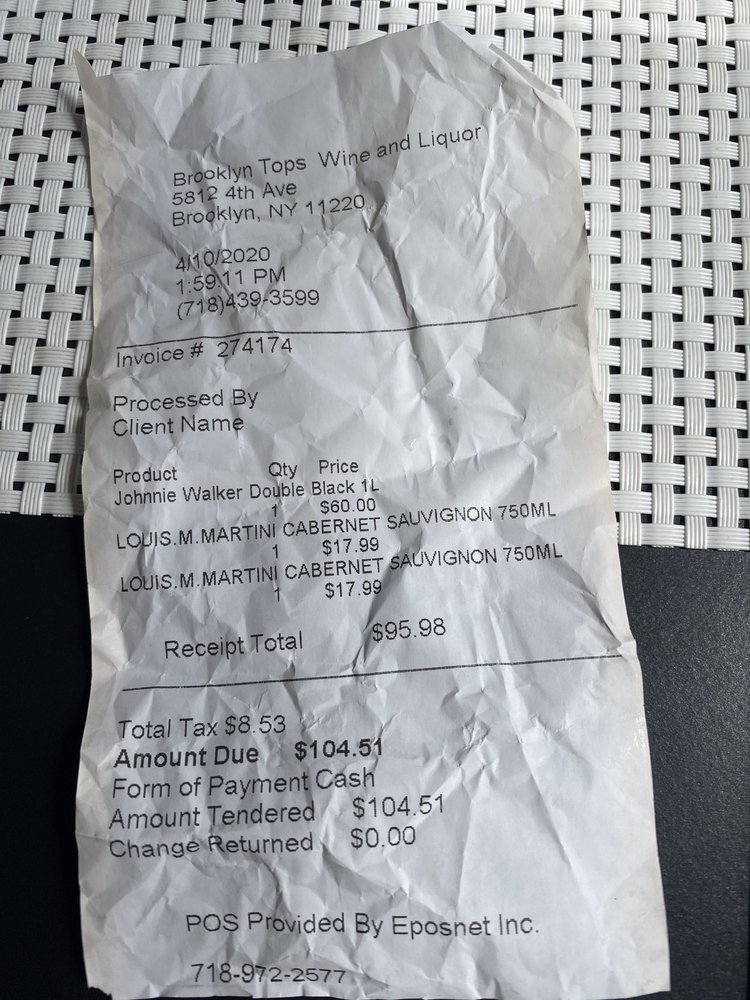 Brooklyn Tops Wine and Liquor
5812 4th Ave
Brooklyn, NY 11220
4/10/2020
1:59:11 PM
(718)439-3599
Invoice # 274174
Processed By
Client Name
Product Qty Price
Johnnie Walker Double Black 1L
1 $60.00
LOUIS.M.MARTINI CABERNET SAUVIGNON 750ML
1 $17.99
LOUIS.M.MARTINI CABERNET SAUVIGNON 750ML
1 $17.99
Receipt Total $95.98
Total Tax $8.53
Amount Due $104.51
Form of Payment Cash
Amount Tendered $104.51
Change Returned $0.00
POS Provided By Eposnet Inc.
718-972-2577